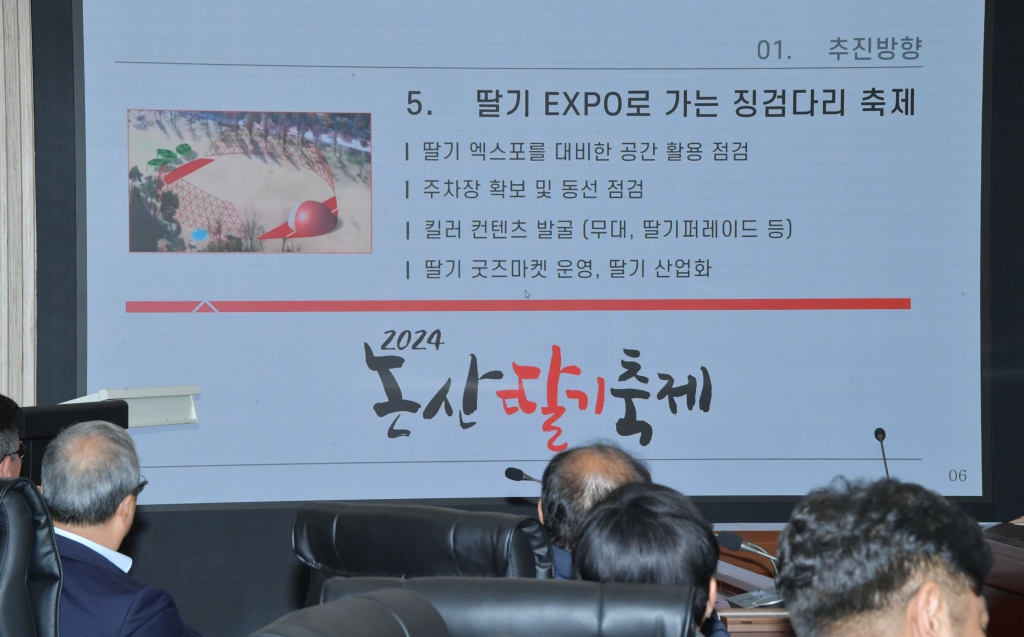 01. 추진방향
5. 딸기 EXPO로 가는 징검다리 축제
딸기 엑스포를 대비한 공간 활용 점검
주차장 확보 및 동선 점검
킬러 컨텐츠 발굴 (무대, 딸기퍼레이드 등)
딸기 굿즈마켓 운영, 딸기 산업화
2024
논산딸기축제
06